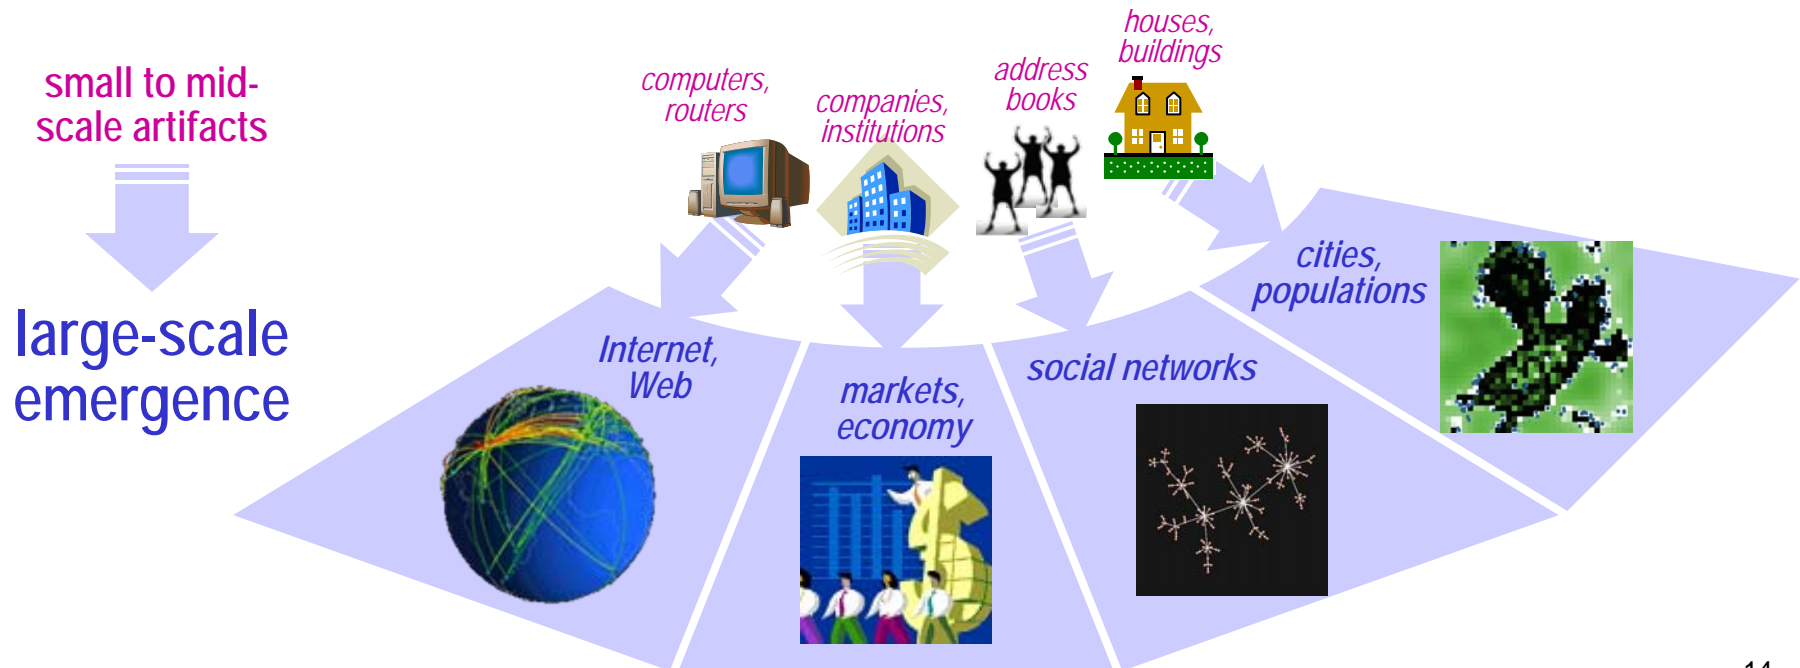 small to mid-
scale artifacts
large-scale
emergence
computers,
routers
companies,
institutions
address
books
houses,
buildings
Internet,
Web
markets,
economy
social networks
cities,
populations
14